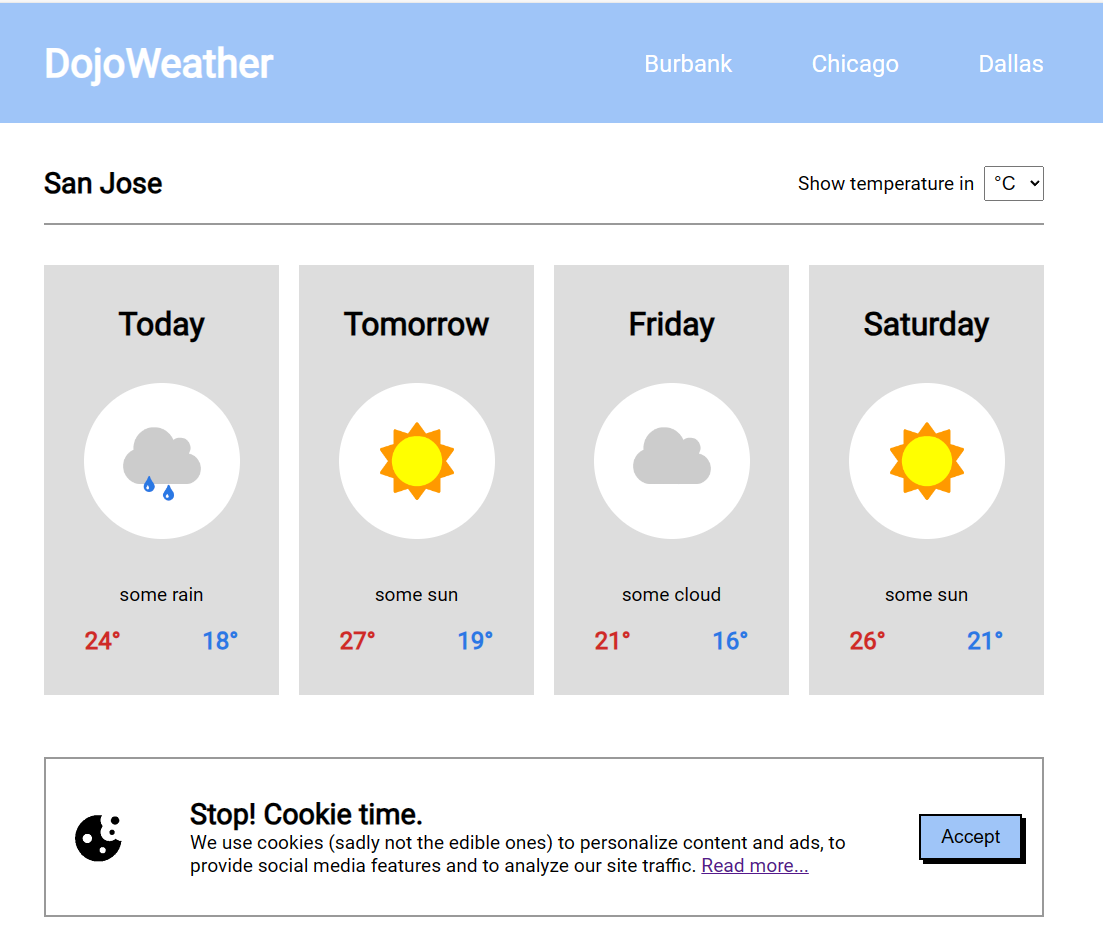 DojoWeather Burbank Chicago Dallas
San Jose Show temperature in °C
Today Tomorrow Friday Saturday
some rain some sun some cloud some sun
24° 18° 27° 19° 21° 16° 26° 21°
Stop! Cookie time.
We use cookies (sadly not the edible ones) to personalize content and ads, to
provide social media features and to analyze our site traffic. Read more...
Accept